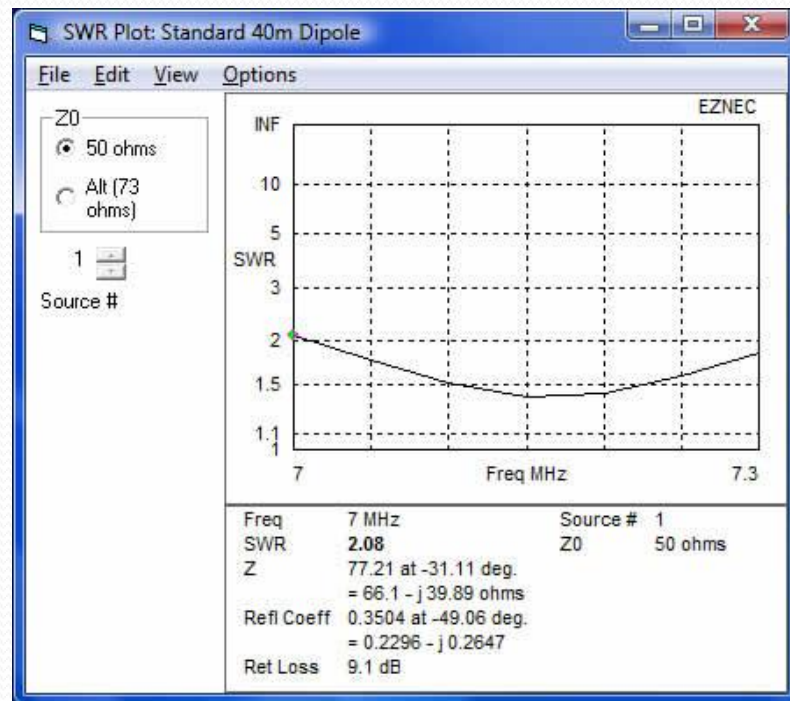 SWR Plot: Standard 40m Dipole
File Edit View Options
Z0
50 ohms
Alt (73
ohms)
1
Source #
EZNEC
INF
10
5
SWR
3
2
1.5
1.1
1
7 Freq MHz 7.3
Freq 7 MHz Source # 1
SWR 2.08 Z0 50 ohms
Z 77.21 at -31.11 deg.
= 66.1 - j 39.89 ohms
Refl Coeff 0.3504 at -49.06 deg.
= 0.2296 - j 0.2647
Ret Loss 9.1 dB